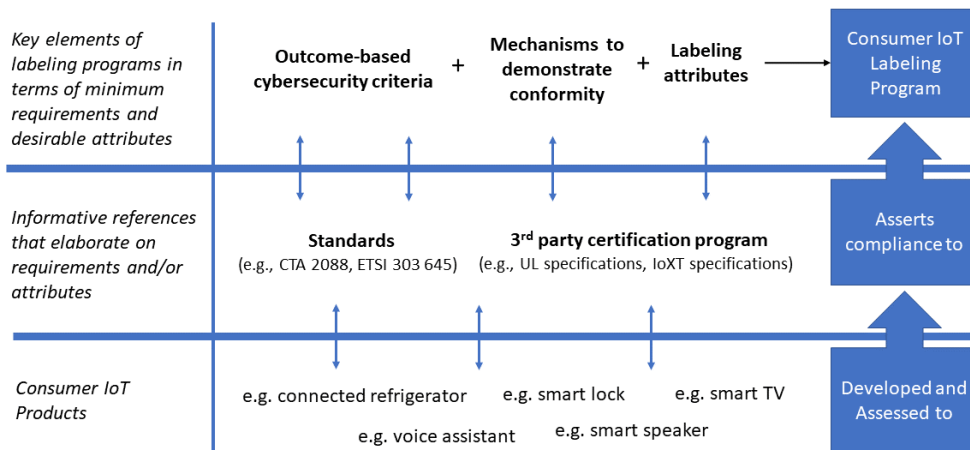 Key elements of
labeling programs in
terms of minimum
requirements and
desirable attributes
Outcome-based
cybersecurity criteria
+
Mechanisms to
demonstrate
conformity
+
Labeling
attributes
Consumer IoT
Labeling
Program
Informative references
that elaborate on
requirements and/or
attributes
Standards
(e.g., CTA 2088, ETSI 303 645)
3rd party certification program
(e.g., UL specifications, IoXT specifications)
Asserts
compliance to
Consumer IoT
Products
e.g. connected refrigerator
e.g. smart lock
e.g. smart TV
e.g. voice assistant
e.g. smart speaker
Developed and
Assessed to